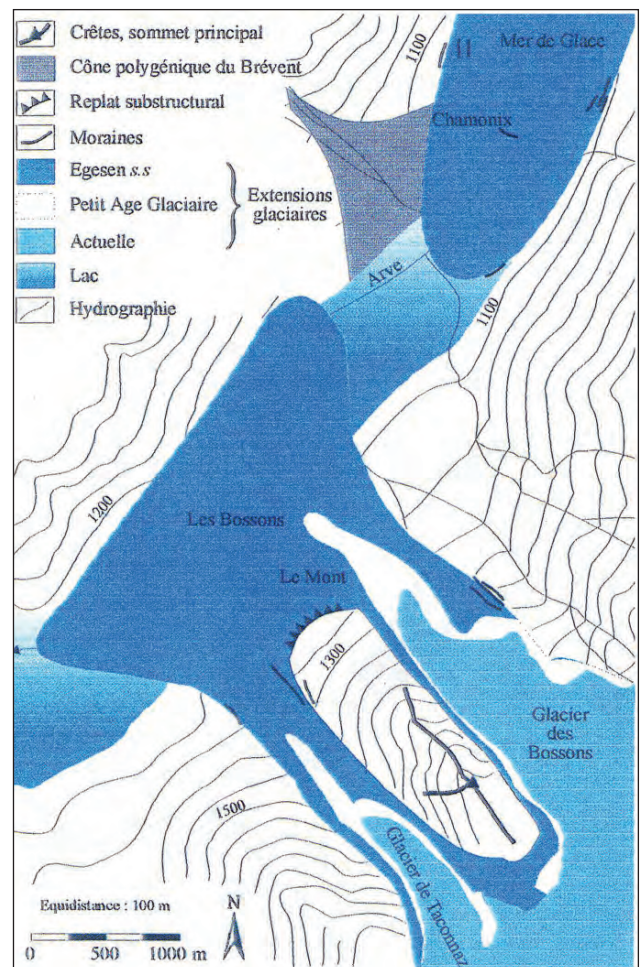 Crêtes, sommet principal
Cône polygénique du Brévent
Replat substructural
Moraines
Egesen s.s
Petit Age Glaciaire
Actuelle
Extensions
glaciaires
Lac
Hydrographie
1100
Mer de Glace
Chamonix
Arve
1100
1200
Les Bossons
Le Mont
1300
Glacier
des
Bossons
1500
Glacier de Taconnaz
Equidistance : 100 m
N
0 500 1000 m